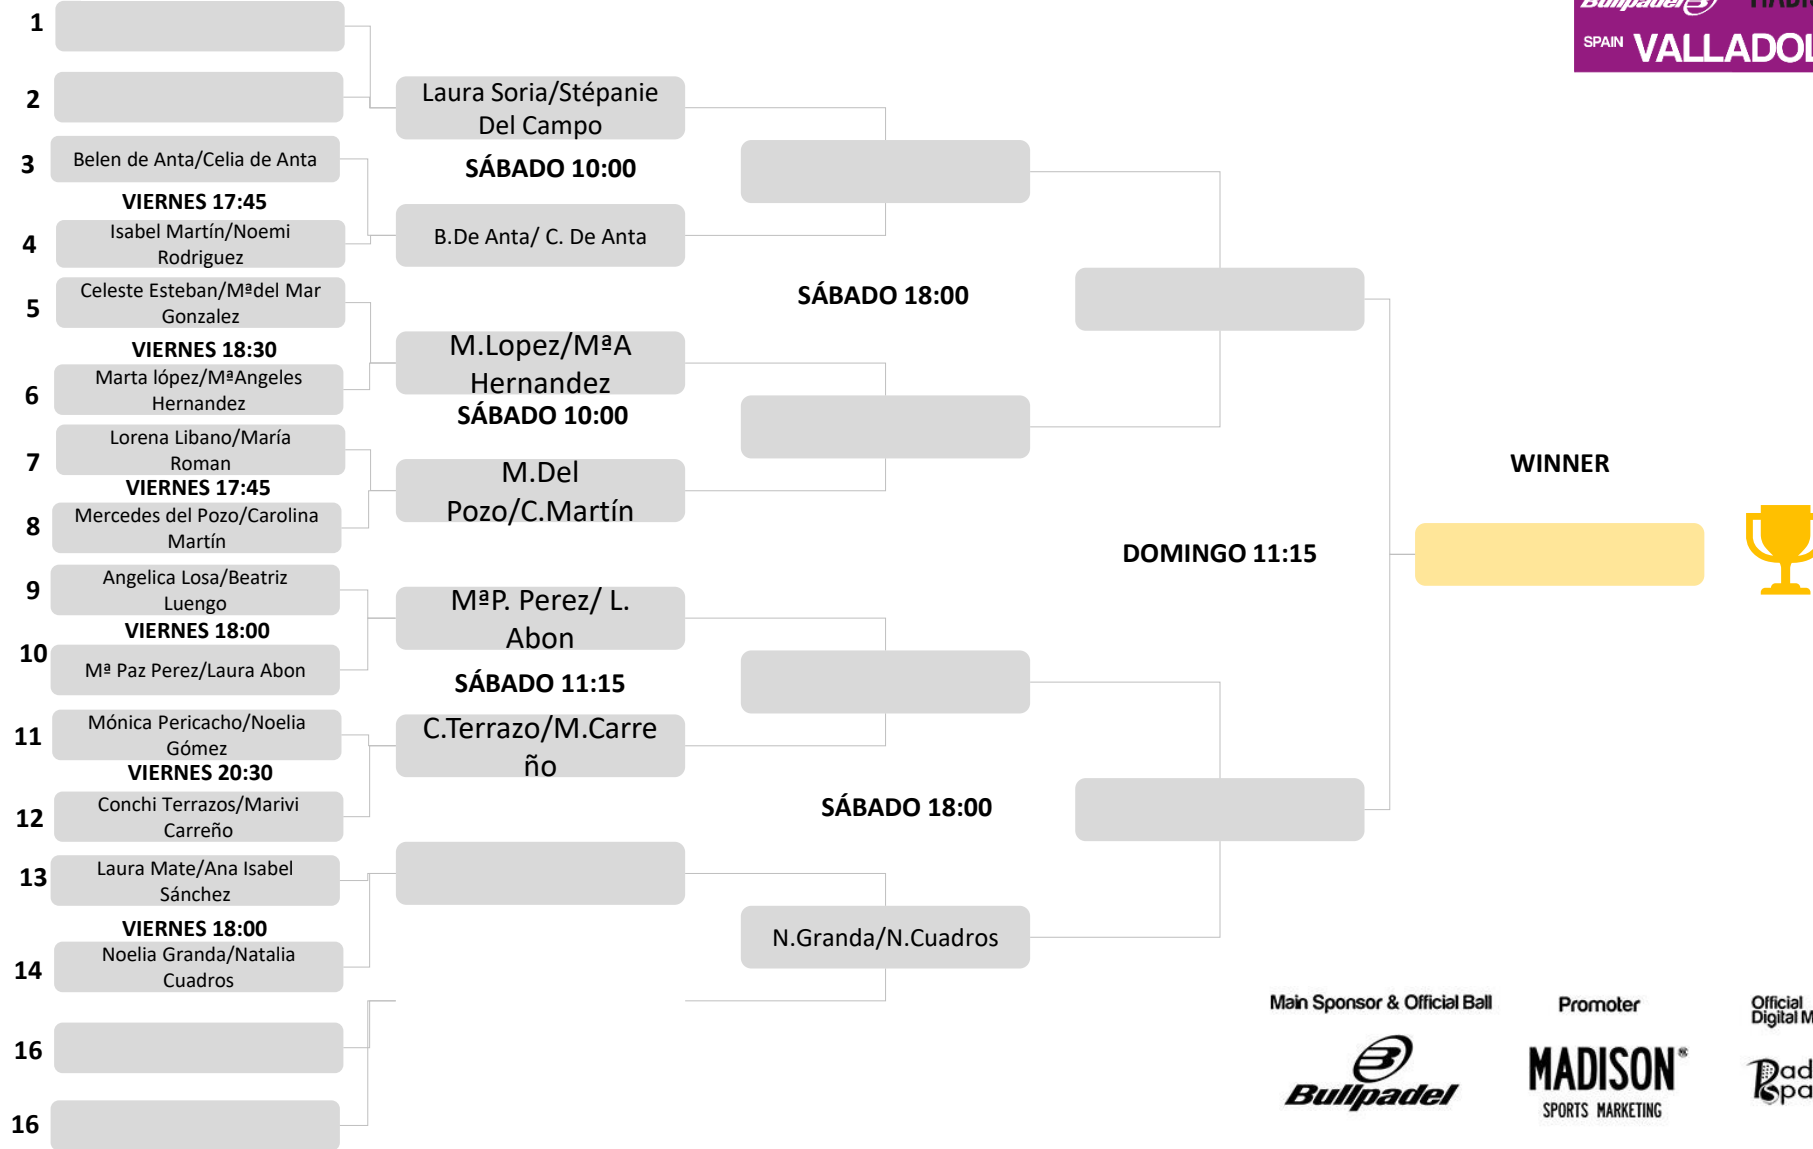 1
2
3
Belen de Anta/Celia de Anta
VIERNES 17:45
4
Isabel Martín/Noemi
Rodriguez
5
Celeste Esteban/Mªdel Mar
Gonzalez
VIERNES 18:30
6
Marta lópez/MªAngeles
Hernandez
7
Lorena Libano/María
Roman
VIERNES 17:45
8
Mercedes del Pozo/Carolina
Martín
9
Angelica Losa/Beatriz
Luengo
VIERNES 18:00
10
Mª Paz Perez/Laura Abon
11
Mónica Pericacho/Noelia
Gómez
VIERNES 20:30
12
Conchi Terrazos/Marivi
Carreño
13
Laura Mate/Ana Isabel
Sánchez
VIERNES 18:00
14
Noelia Granda/Natalia
Cuadros
16
16
Laura Soria/Stépanie
Del Campo
SÁBADO 10:00
B.De Anta/ C. De Anta
M.Lopez/MªA
Hernandez
SÁBADO 10:00
M.Del
Pozo/C.Martín
MªP. Perez/ L.
Abon
SÁBADO 11:15
C.Terrazo/M.Carre
ño
SÁBADO 18:00
SÁBADO 18:00
N.Granda/N.Cuadros
DOMINGO 11:15
WINNER
Bullpadel
SPAIN VALLADOL
Main Sponsor & Official Ball
Bullpadel
Promoter
MADISON®
SPORTS MARKETING
Official
Digital M
Pad
Spa